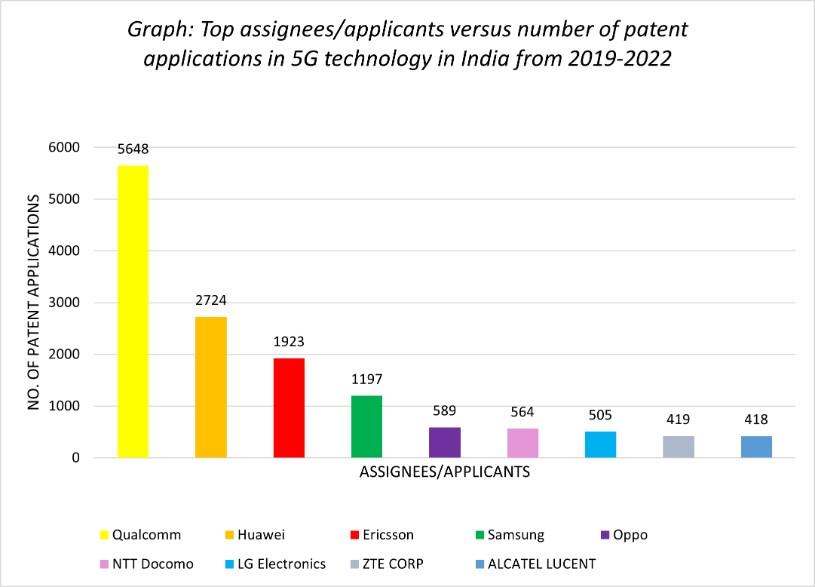 Graph: Top assignees/applicants versus number of patent
applications in 5G technology in India from 2019-2022
NO. OF PATENT APPLICATIONS
6000
5000
4000
3000
2000
1000
0
5648
2724
1923
1197
589
564
505
419
418
ASSIGNEES/APPLICANTS
Qualcomm Huawei Ericsson Samsung Oppo
NTT Docomo LG Electronics ZTE CORP ALCATEL LUCENT